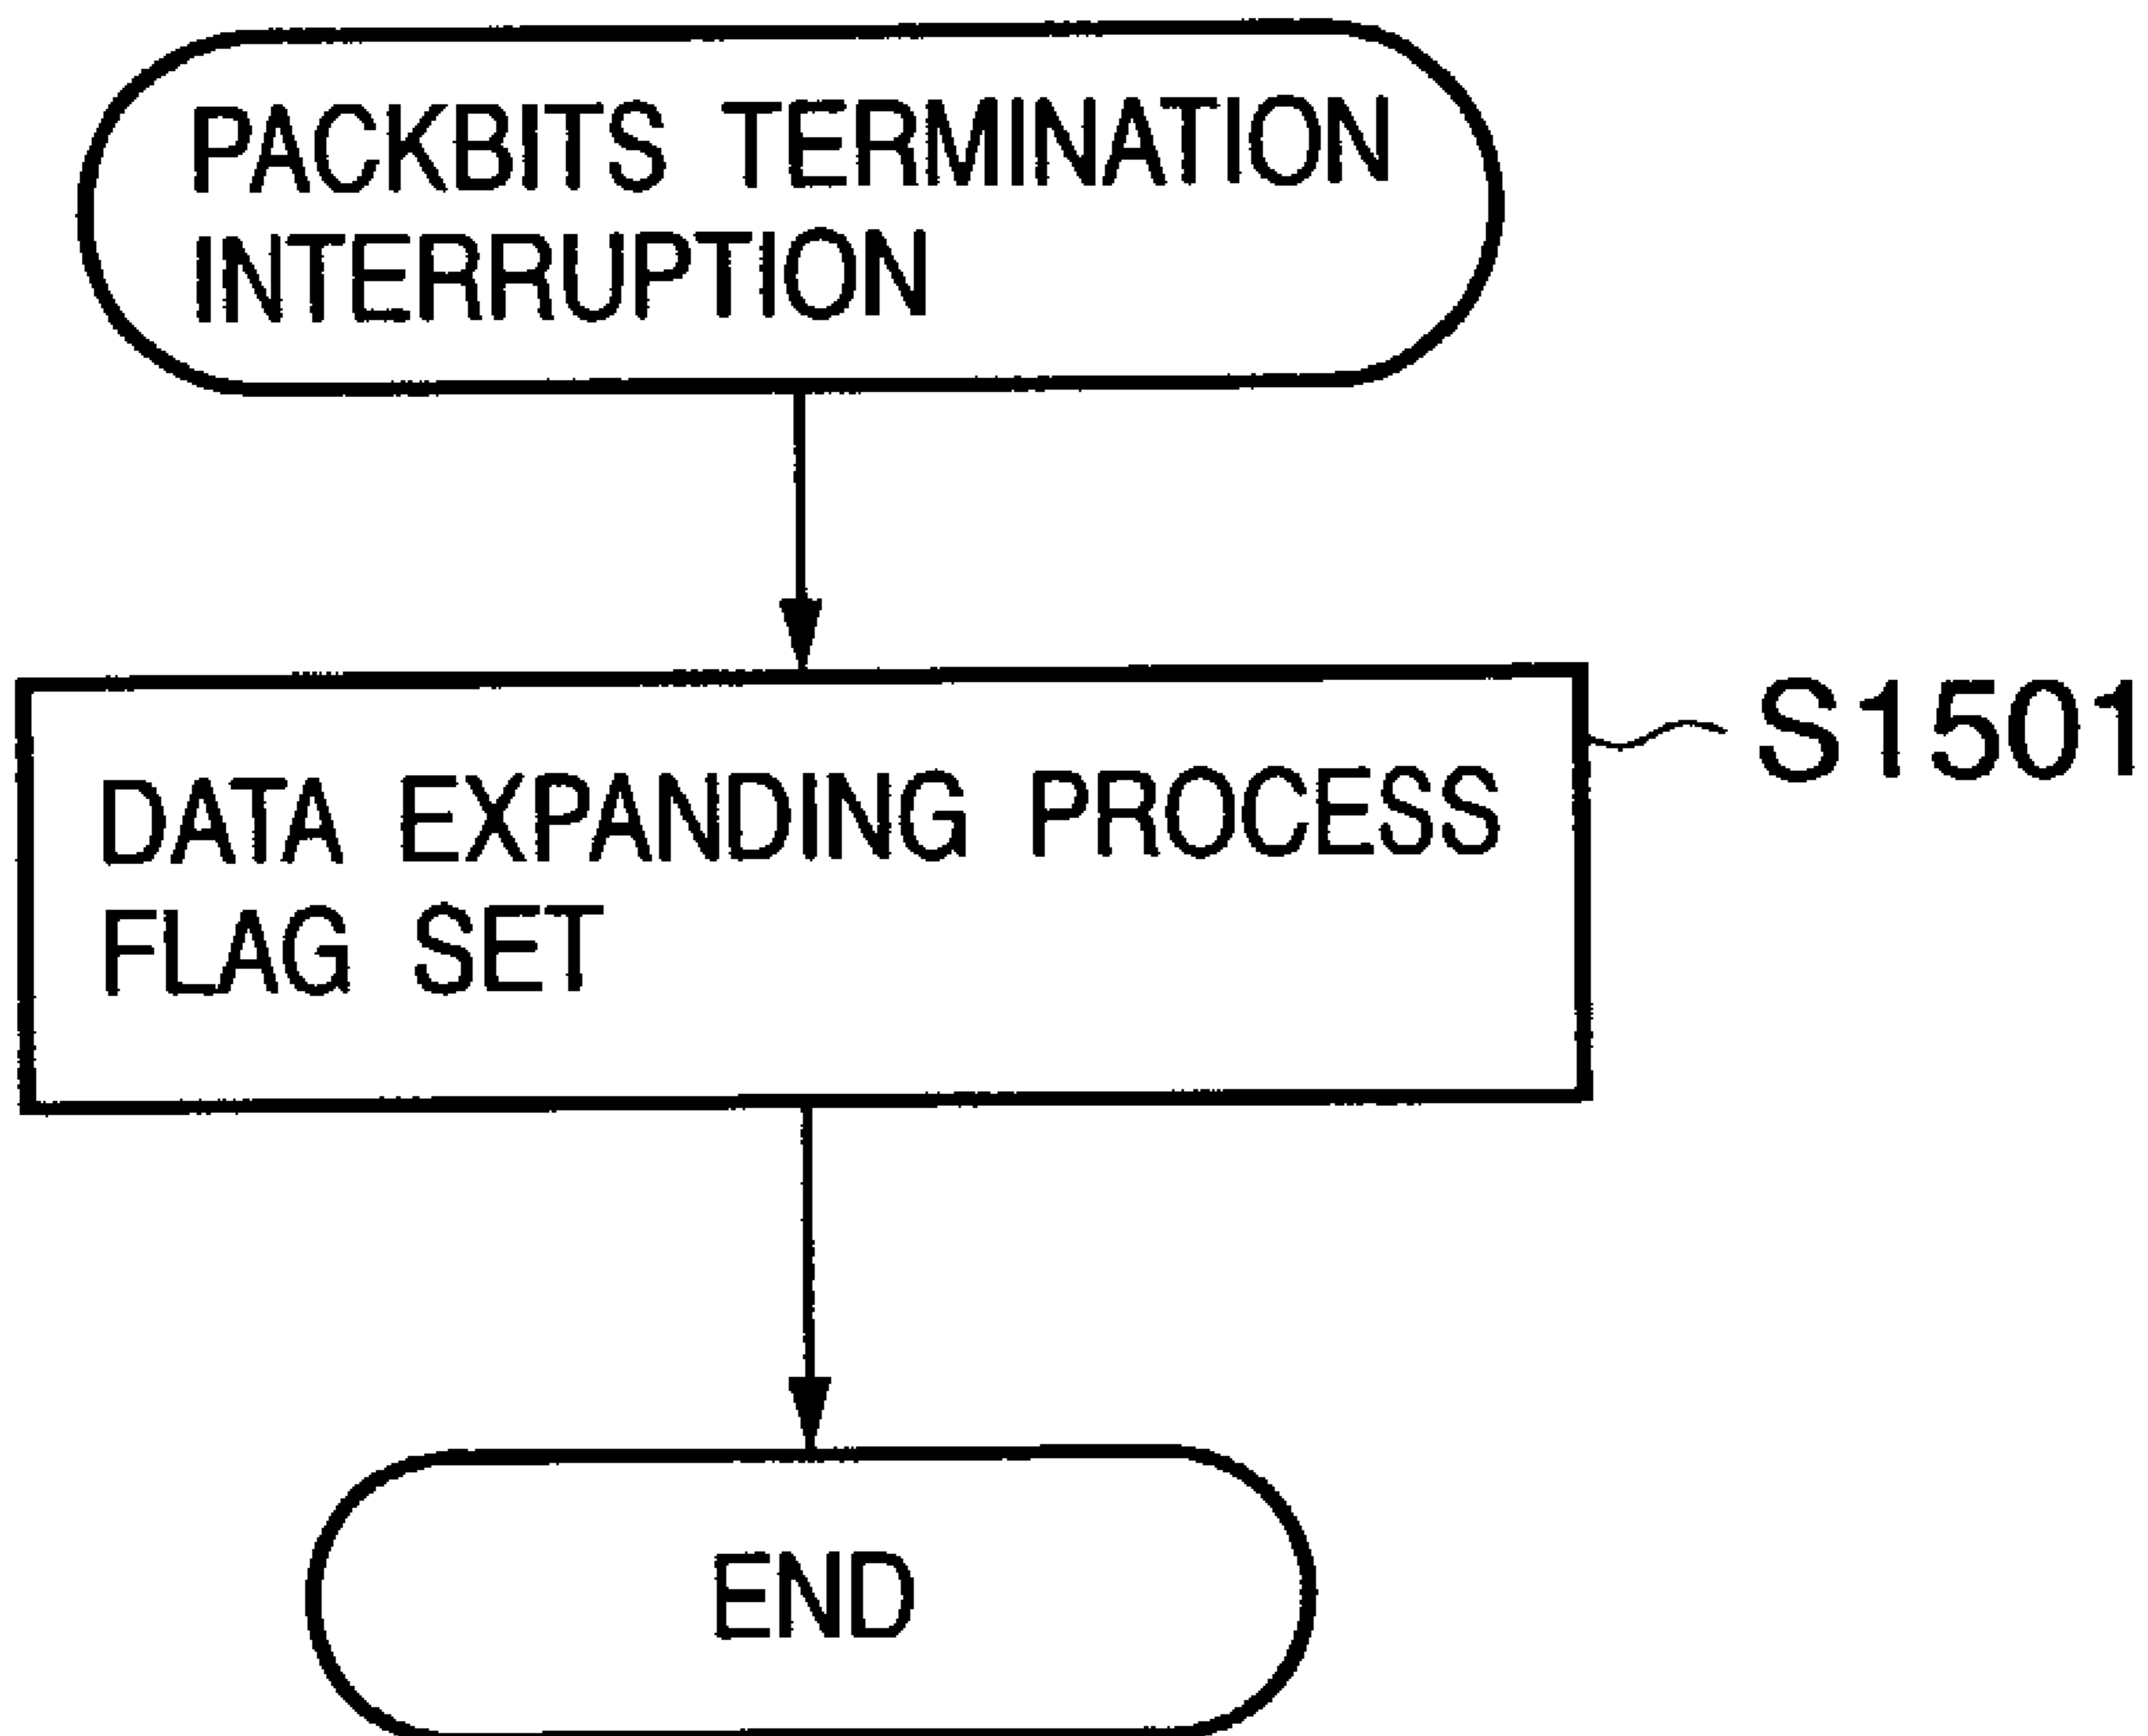 PACKBITS TERMINATION
INTERRUPTION
S1501
DATA EXPANDING PROCESS
FLAG SET
END